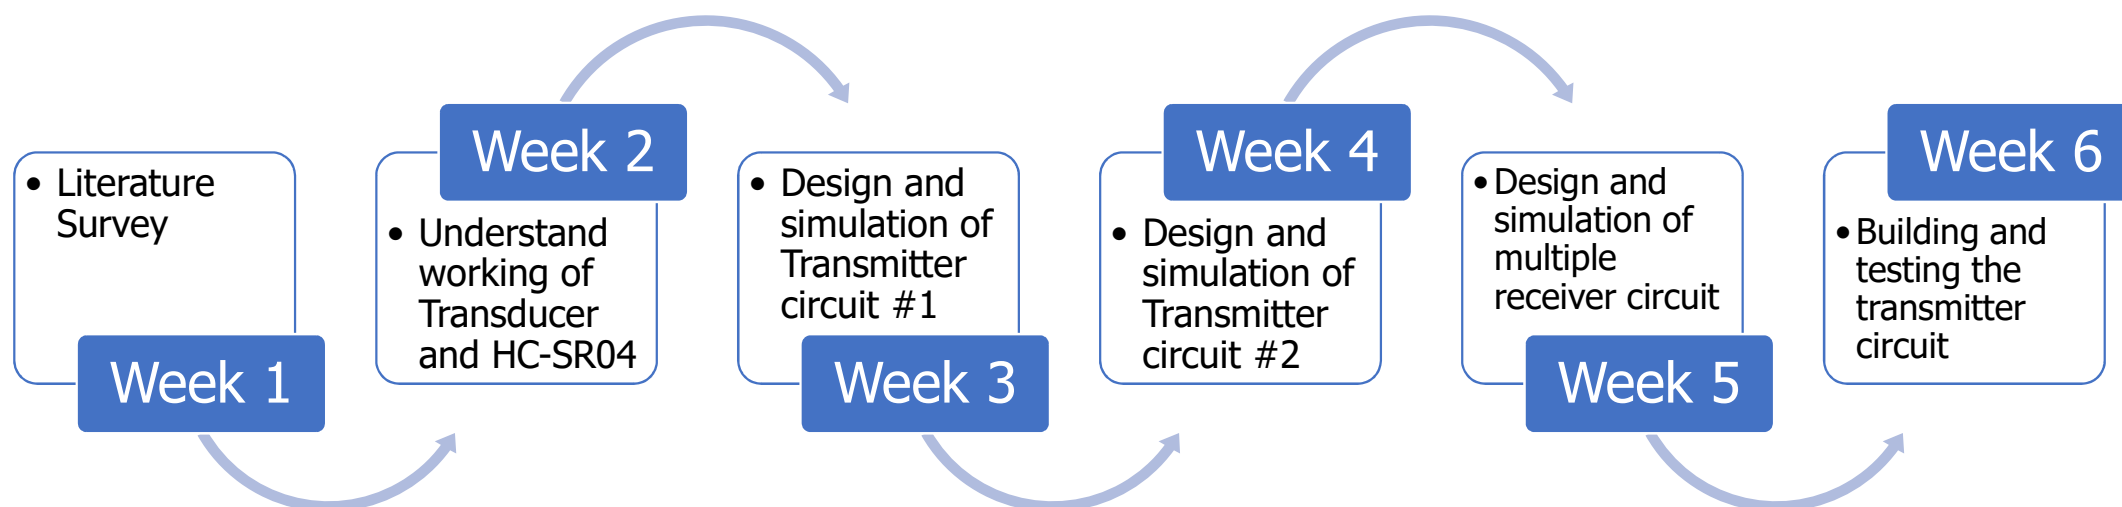 • Literature
Survey
Week 1
Week 2
• Understand
working of
Transducer
and HC-SR04
• Design and
simulation of
Transmitter
circuit #1
Week 3
Week 4
• Design and
simulation of
Transmitter
circuit #2
• Design and
simulation of
multiple
receiver circuit
Week 5
Week 6
• Building and
testing the
transmitter
circuit